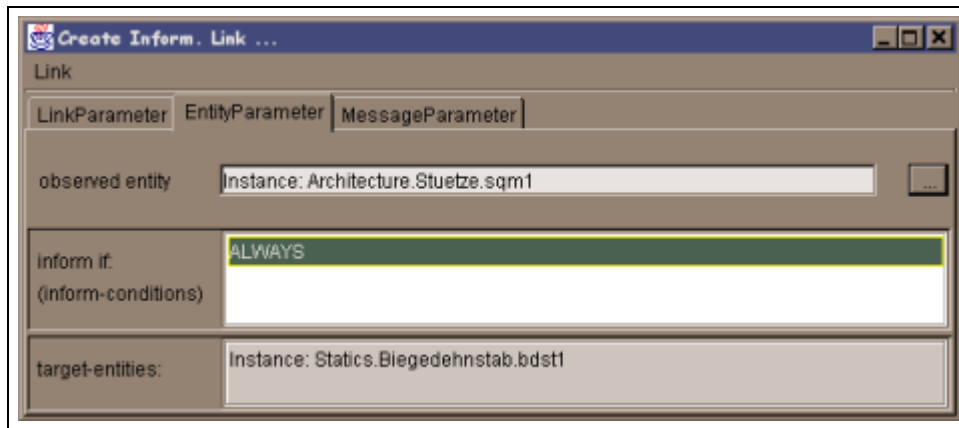 Create Inform. Link ...
Link
LinkParameter EntityParameter MessageParameter
observed entity Instance: Architecture.Stuetze.sqm1 ...
inform if: ALWAYS
(inform-conditions)
target-entities: Instance: Statics.Biegedehnstab.bdst1